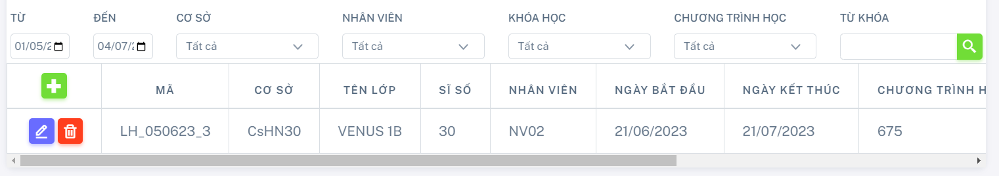 TỪ ĐẾN CƠ SỞ NHÂN VIÊN KHÓA HỌC CHƯƠNG TRÌNH HỌC TỪ KHÓA
01/05/2 04/07/ Tất cả Tất cả Tất cả Tất cả
MÃ CƠ SỞ TÊN LỚP SĨ SỐ NHÂN VIÊN NGÀY BẮT ĐẦU NGÀY KẾT THÚC CHƯƠNG TRÌNH H
LH_050623_3 CsHN30 VENUS 1B 30 NV02 21/06/2023 21/07/2023 675